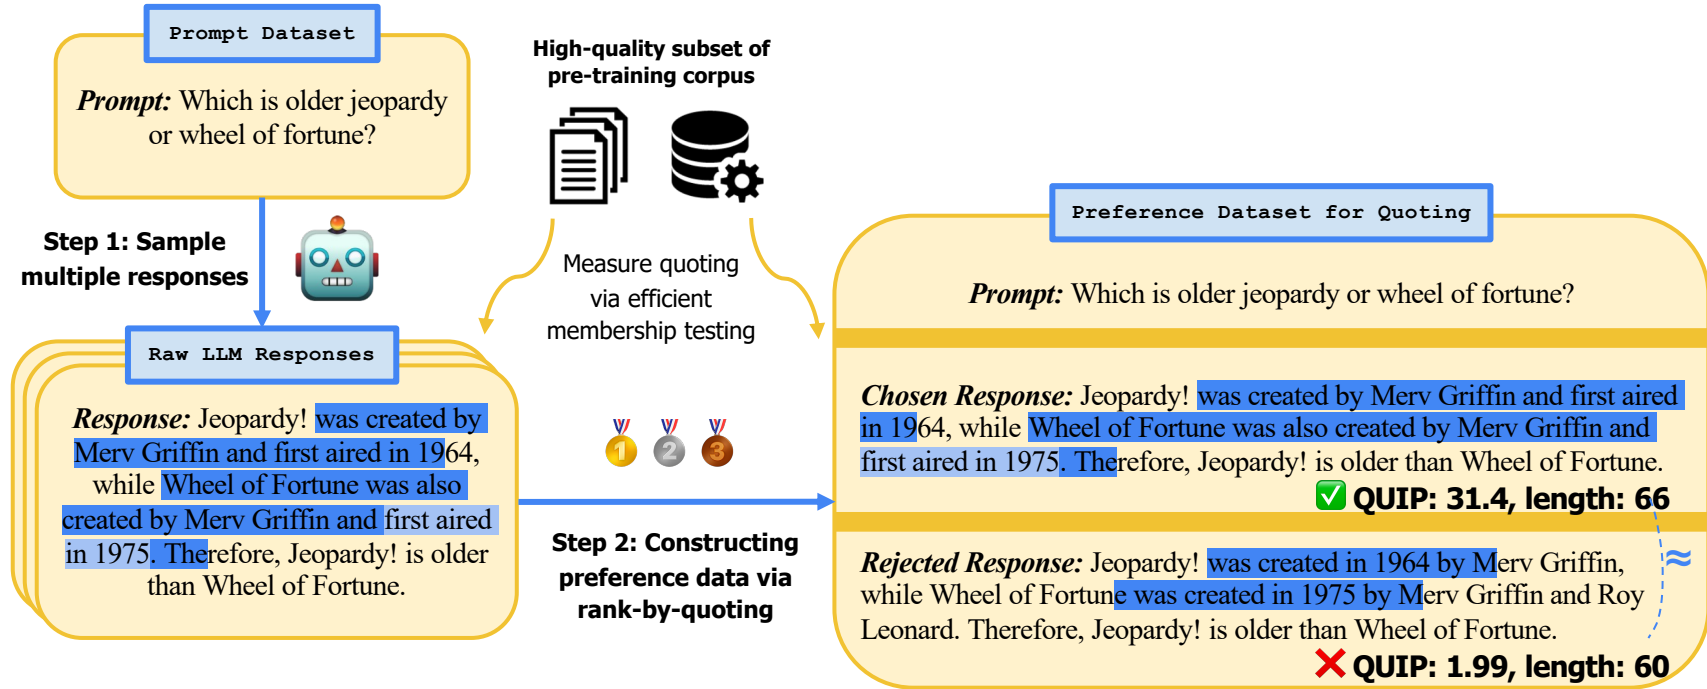 Prompt Dataset
Prompt: Which is older jeopardy
or wheel of fortune?
High-quality subset of
pre-training corpus
Step 1: Sample
multiple responses
Measure quoting
via efficient
membership testing
Raw LLM Responses
Response: Jeopardy! was created by
Merv Griffin and first aired in 1964,
while Wheel of Fortune was also
created by Merv Griffin and first aired
in 1975. Therefore, Jeopardy! is older
than Wheel of Fortune.
1 2 3
Step 2: Constructing
preference data via
rank-by-quoting
Preference Dataset for Quoting
Prompt: Which is older jeopardy or wheel of fortune?
Chosen Response: Jeopardy! was created by Merv Griffin and first aired
in 1964, while Wheel of Fortune was also created by Merv Griffin and
first aired in 1975. Therefore, Jeopardy! is older than Wheel of Fortune.
✅ QUIP: 31.4, length: 66
≈
Rejected Response: Jeopardy! was created in 1964 by Merv Griffin,
while Wheel of Fortune was created in 1975 by Merv Griffin and Roy
Leonard. Therefore, Jeopardy! is older than Wheel of Fortune.
❌ QUIP: 1.99, length: 60